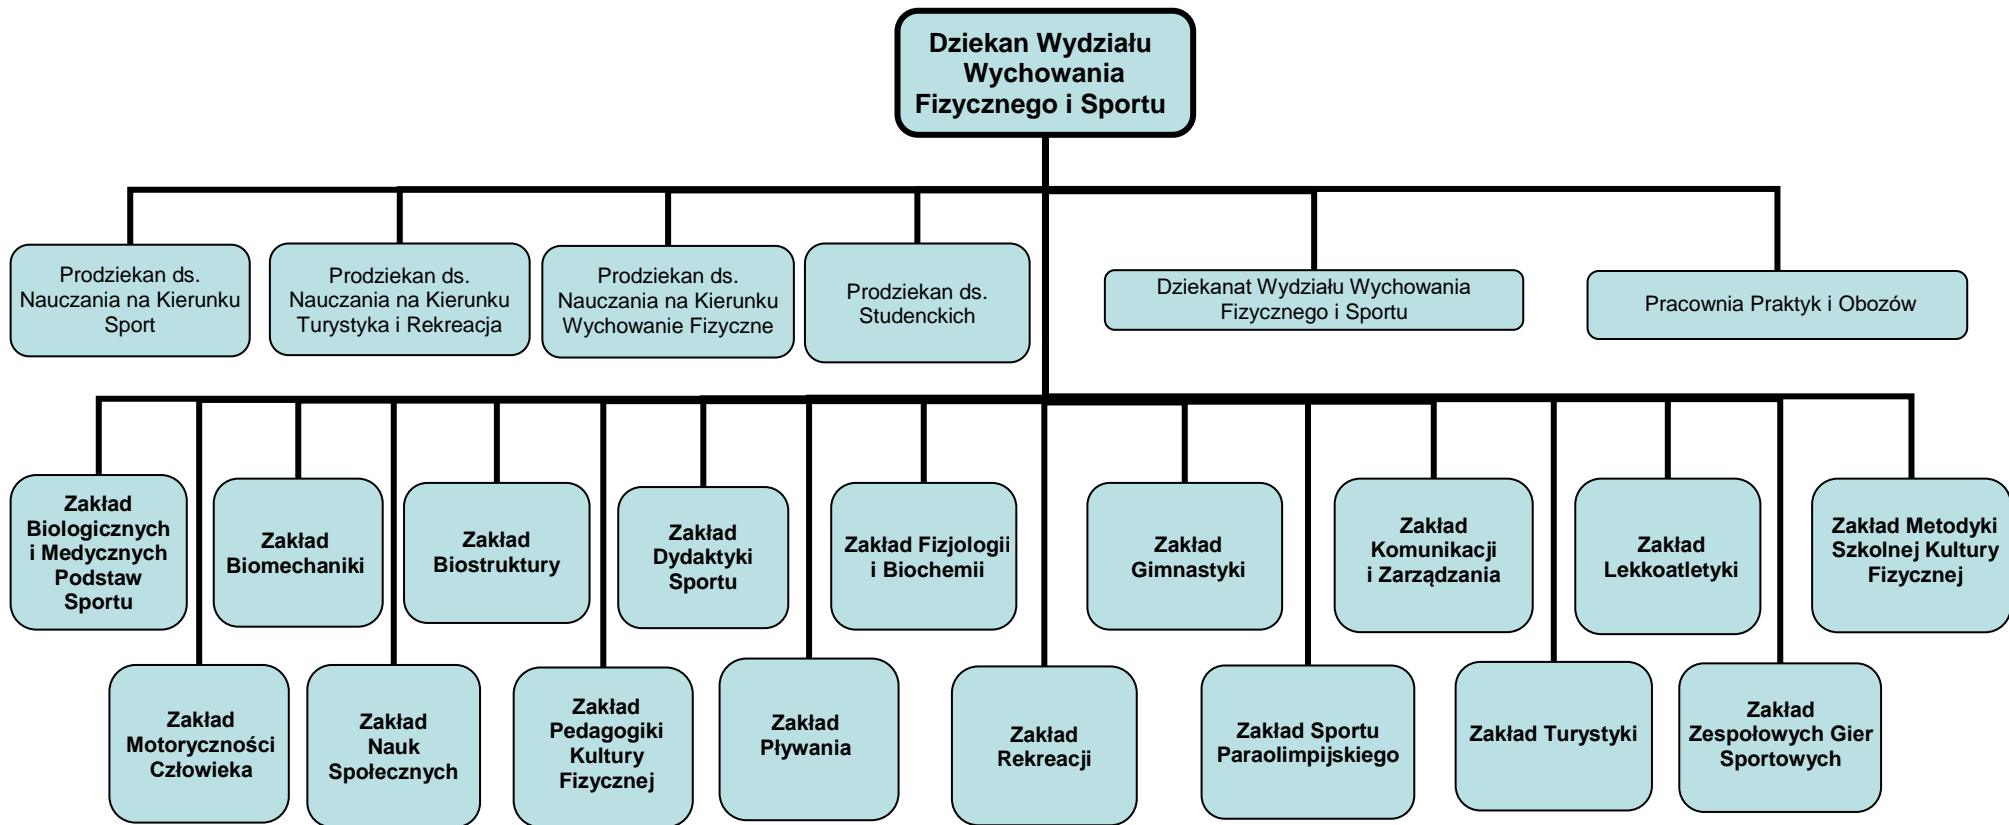 Dziekan Wydziału
Wychowania
Fizycznego i Sportu
Prodziekan ds.
Nauczania na Kierunku
Sport
Prodziekan ds.
Nauczania na Kierunku
Turystyka i Rekreacja
Prodziekan ds.
Nauczania na Kierunku
Wychowanie Fizyczne
Prodziekan ds.
Studenckich
Dziekanat Wydziału Wychowania
Fizycznego i Sportu
Pracownia Praktyk i Obozów
Zakład
Biologicznych
i Medycznych
Podstaw
Sportu
Zakład
Biomechaniki
Zakład
Biostruktury
Zakład
Dydaktyki
Sportu
Zakład Fizjologii
i Biochemii
Zakład
Gimnastyki
Zakład
Komunikacji
i Zarządzania
Zakład
Lekkoatletyki
Zakład Metodyki
Szkolnej Kultury
Fizycznej
Zakład
Motoryczności
Człowieka
Zakład
Nauk
Społecznych
Zakład
Pedagogiki
Kultury
Fizycznej
Zakład
Pływania
Zakład
Rekreacji
Zakład Sportu
Paraolimpijskiego
Zakład Turystyki
Zakład
Zespołowych Gier
Sportowych